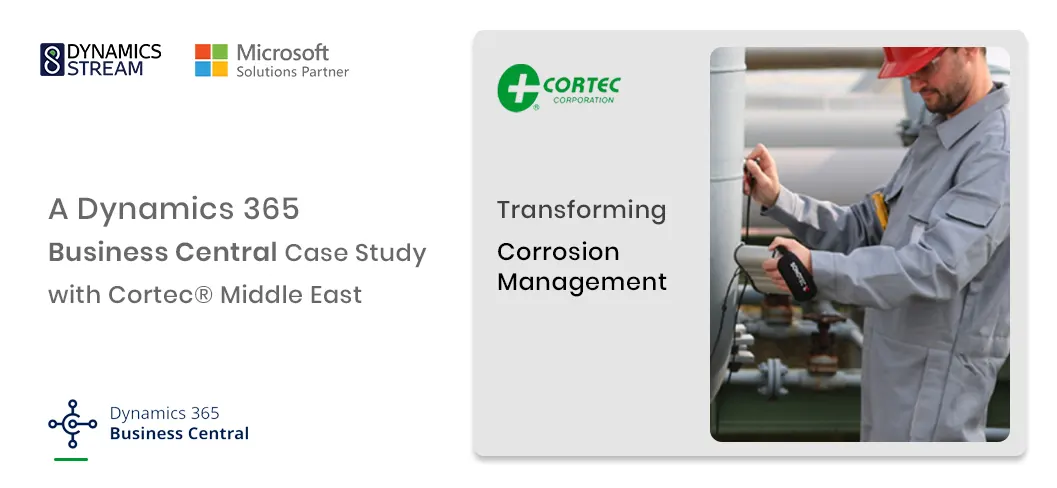 DYNAMICS
STREAM
Microsoft
Solutions Partner
A Dynamics 365
Business Central Case Study
with Cortec® Middle East
Dynamics 365
Business Central
CORTEC
CORPORATION
®
Transforming
Corrosion
Management